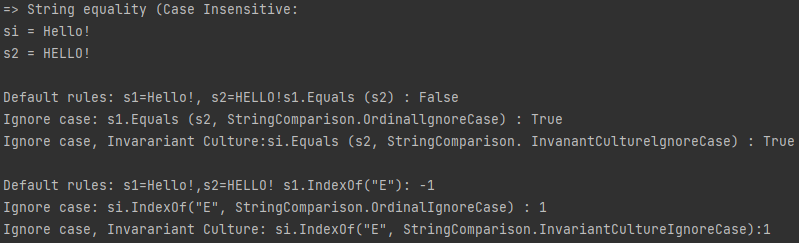 => String equality (Case Insensitive:
si = Hello!
s2 = HELLO!
Default rules: s1=Hello!, s2=HELLO!s1.Equals (s2) : False
Ignore case: s1.Equals (s2, StringComparison.OrdinallgnoreCase) : True
Ignore case, Invarariant Culture:si.Equals (s2, StringComparison. InvanantCulturelgnoreCase) : True
Default rules: s1=Hello!,s2=HELLO! s1.IndexOf("E"): -1
Ignore case: si.IndexOf("E", StringComparison.OrdinalIgnoreCase) : 1
Ignore case, Invarariant Culture: si.IndexOf("E", StringComparison.InvariantCultureIgnoreCase):1